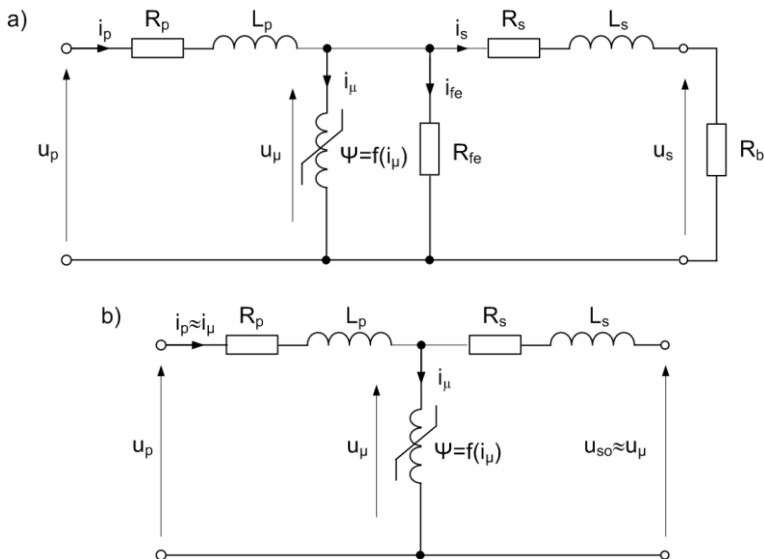 a)
i_p R_p L_p i_s R_s L_s
i_μ i_fe
u_p u_μ Ψ=f(i_μ) R_fe u_s R_b
b)
i_p≈i_μ R_p L_p R_s L_s
i_μ
u_p u_μ Ψ=f(i_μ) u_so≈u_μ